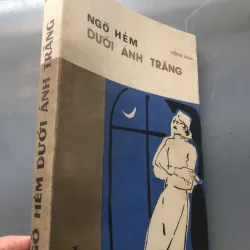 NGÕ HẺM
DƯỚI ÁNH TRĂNG
NGÕ HẺM DƯỚI ÁNH TRĂNG